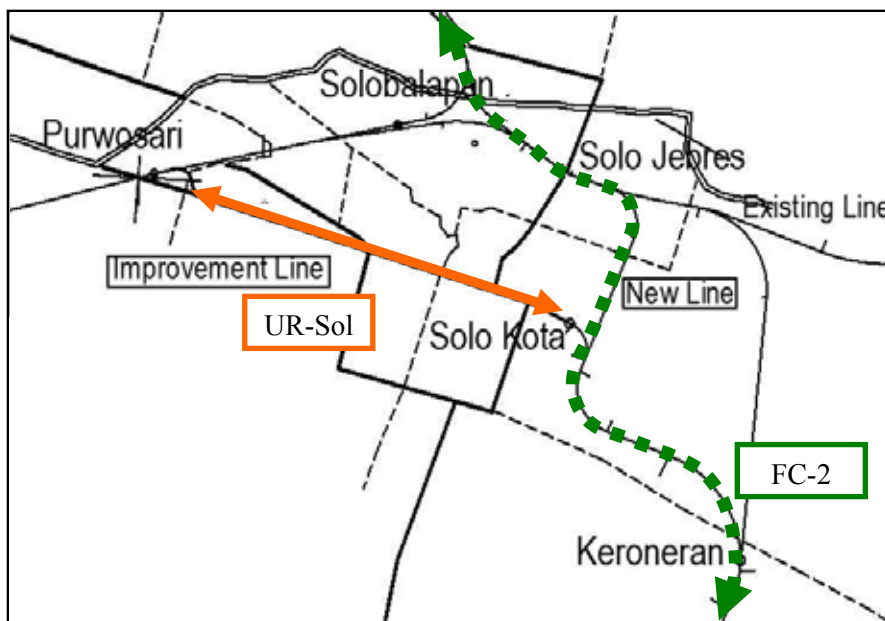 Solobalapan
Purwosari
Solo Jebres
Existing Line
Improvement Line
New Line
UR-Sol
Solo Kota
FC-2
Keroneran